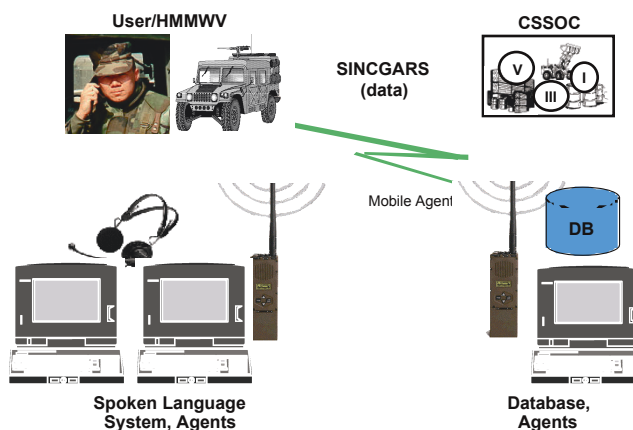 User/HMMWV
CSSOC
SINCGARS
(data)
V
I
III
Mobile Agent
DB
Spoken Language
System, Agents
Database,
Agents